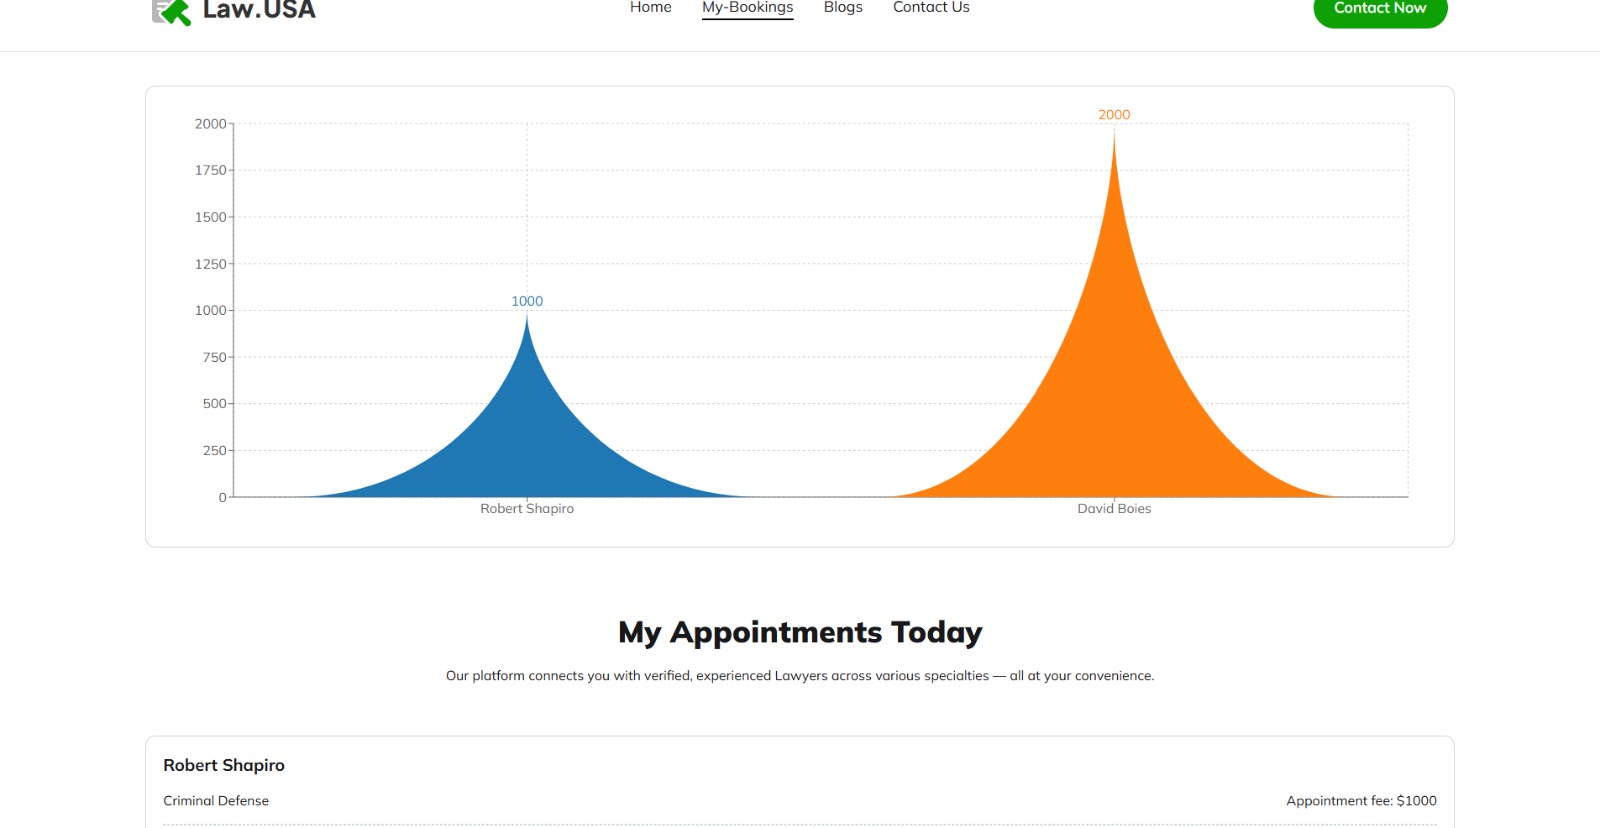 Law.USA
Home My-Bookings Blogs Contact Us
Contact Now
2000
2000
1750
1500
1250
1000
1000
750
500
250
0
Robert Shapiro David Boies
My Appointments Today
Our platform connects you with verified, experienced Lawyers across various specialties — all at your convenience.
Robert Shapiro
Criminal Defense Appointment fee: $1000